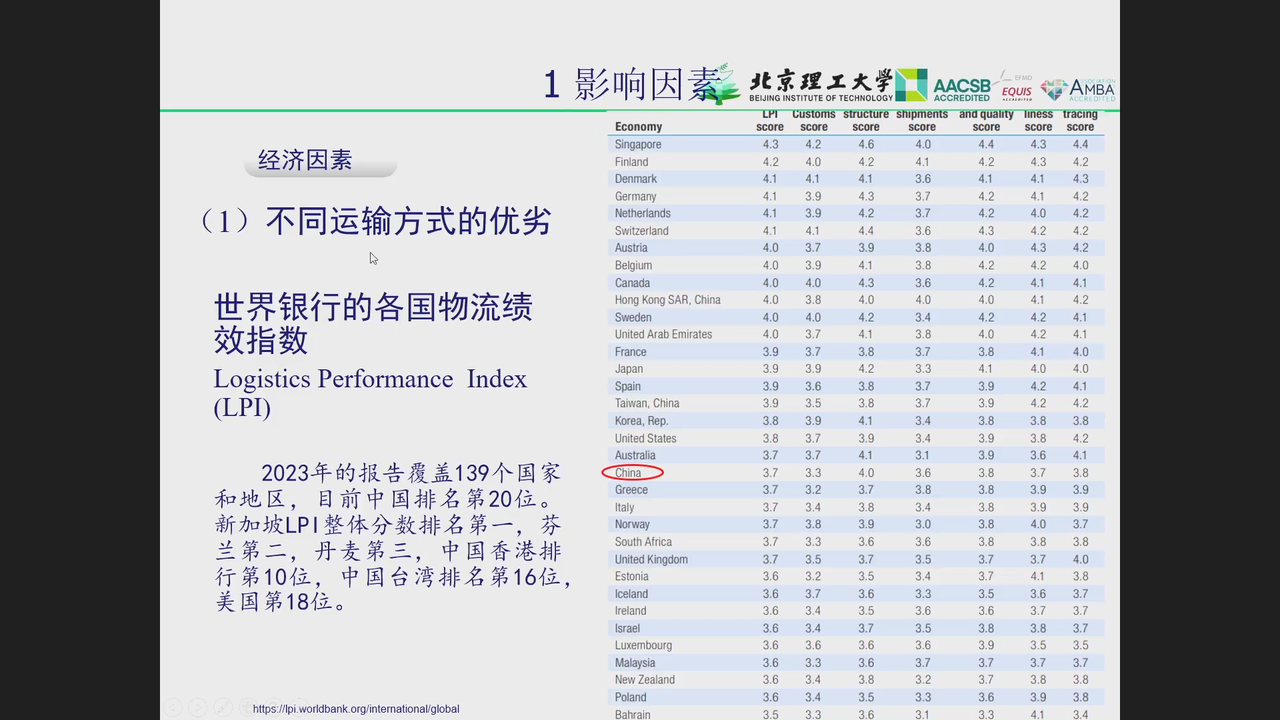 1 影响因素
北京理工大学
BEIJING INSTITUTE OF TECHNOLOGY
AACSB
ACCREDITED
EFMD
EQUIS
ACCREDITED
ASSOCIATION
AMBA
ACCREDITED
经济因素
（1）不同运输方式的优劣
世界银行的各国物流绩
效指数
Logistics Performance Index
(LPI)
2023年的报告覆盖139个国家
和地区，目前中国排名第20位。
新加坡LPI整体分数排名第一，芬
兰第二，丹麦第三，中国香港排
行第10位，中国台湾排名第16位，
美国第18位。
https://lpi.worldbank.org/international/global
LPI Customs structure shipments and quality liness tracing
Economy score score score score score score score
Singapore 4.3 4.2 4.6 4.0 4.4 4.3 4.4
Finland 4.2 4.0 4.2 4.1 4.2 4.3 4.2
Denmark 4.1 4.1 4.1 3.6 4.1 4.1 4.3
Germany 4.1 3.9 4.3 3.7 4.2 4.1 4.2
Netherlands 4.1 3.9 4.2 3.7 4.2 4.0 4.2
Switzerland 4.1 4.1 4.4 3.6 4.3 4.2 4.2
Austria 4.0 3.7 3.9 3.8 4.0 4.3 4.2
Belgium 4.0 3.9 4.1 3.8 4.2 4.2 4.0
Canada 4.0 4.0 4.3 3.6 4.2 4.1 4.1
Hong Kong SAR, China 4.0 3.8 4.0 4.0 4.0 4.1 4.2
Sweden 4.0 4.0 4.2 3.4 4.2 4.2 4.1
United Arab Emirates 4.0 3.7 4.1 3.8 4.0 4.2 4.1
France 3.9 3.7 3.8 3.7 3.8 4.1 4.0
Japan 3.9 3.9 4.2 3.3 4.1 4.0 4.0
Spain 3.9 3.6 3.8 3.7 3.9 4.2 4.1
Taiwan, China 3.9 3.5 3.8 3.7 3.9 4.2 4.2
Korea, Rep. 3.8 3.9 4.1 3.4 3.8 3.8 3.8
United States 3.8 3.7 3.9 3.4 3.9 3.8 4.2
Australia 3.7 3.7 4.1 3.1 3.9 3.6 4.1
China 3.7 3.3 4.0 3.6 3.8 3.7 3.8
Greece 3.7 3.2 3.7 3.8 3.8 3.9 3.9
Italy 3.7 3.4 3.8 3.4 3.8 3.9 3.9
Norway 3.7 3.8 3.9 3.0 3.8 4.0 3.7
South Africa 3.7 3.3 3.6 3.6 3.8 3.8 3.8
United Kingdom 3.7 3.5 3.7 3.5 3.7 3.7 4.0
Estonia 3.6 3.2 3.5 3.4 3.7 4.1 3.8
Iceland 3.6 3.7 3.6 3.3 3.5 3.6 3.7
Ireland 3.6 3.4 3.5 3.6 3.6 3.7 3.7
Israel 3.6 3.4 3.7 3.5 3.8 3.8 3.7
Luxembourg 3.6 3.6 3.6 3.6 3.9 3.5 3.5
Malaysia 3.6 3.3 3.6 3.7 3.7 3.7 3.7
New Zealand 3.6 3.4 3.8 3.2 3.7 3.8 3.8
Poland 3.6 3.4 3.5 3.3 3.6 3.9 3.8
Bahrain 3.5 3.3 3.6 3.1 3.3 4.1 3.4